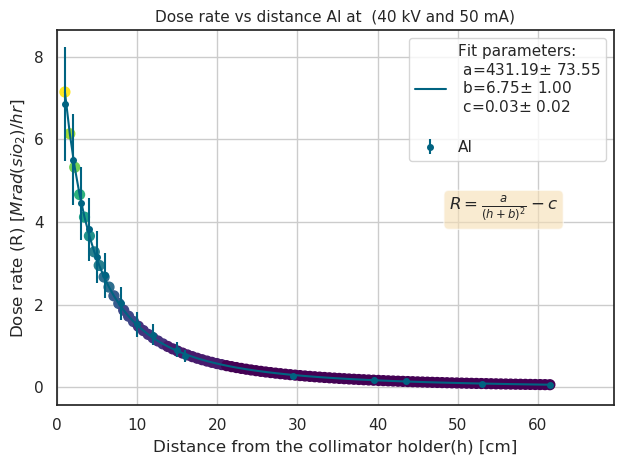 Dose rate vs distance Al at  (40 kV and 50 mA)
Fit parameters:
a=431.19± 73.55
b=6.75± 1.00
c=0.03± 0.02
Al
R = a/(h+b)² − c
Dose rate (R) [Mrad(sio₂)/hr]
8
6
4
2
0
0 10 20 30 40 50 60
Distance from the collimator holder(h) [cm]